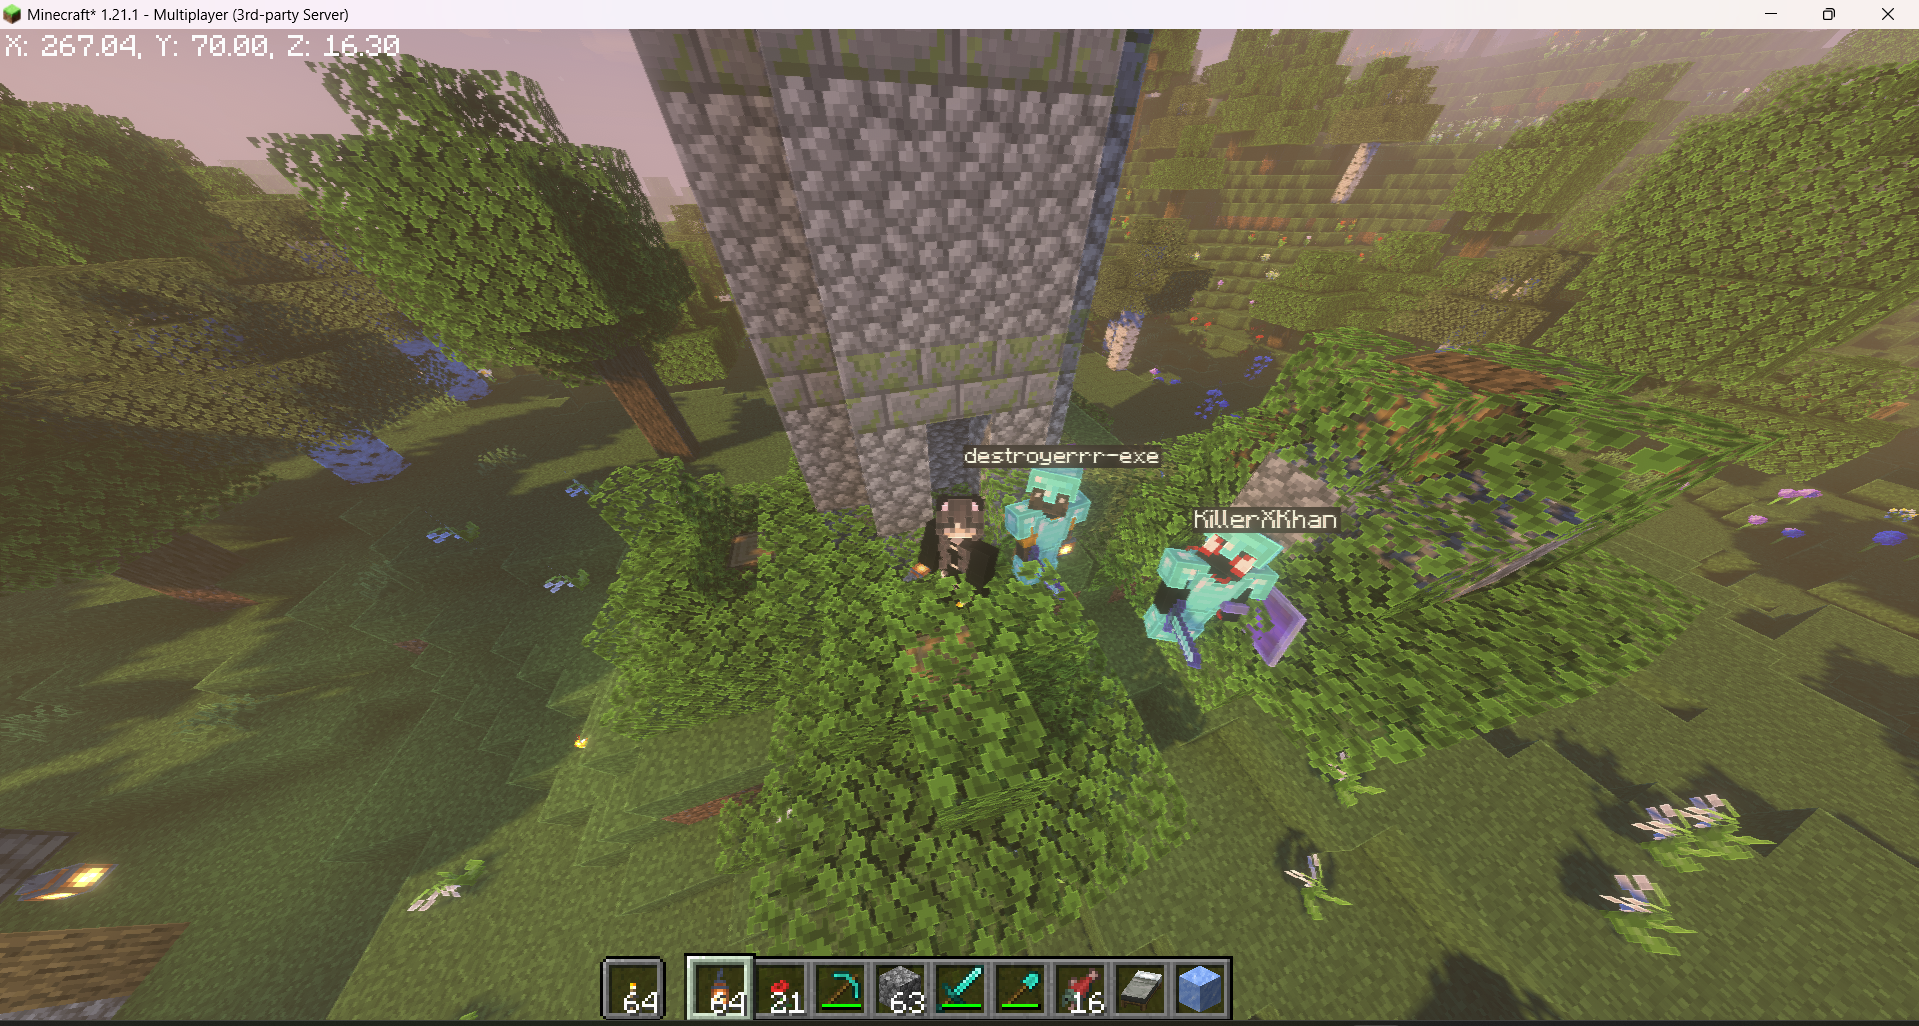 Minecraft* 1.21.1 - Multiplayer (3rd-party Server)
X: 267.04, Y: 70.00, Z: 16.30
destroyerrr-exe
KillerXKhan
64 64 21 63 16